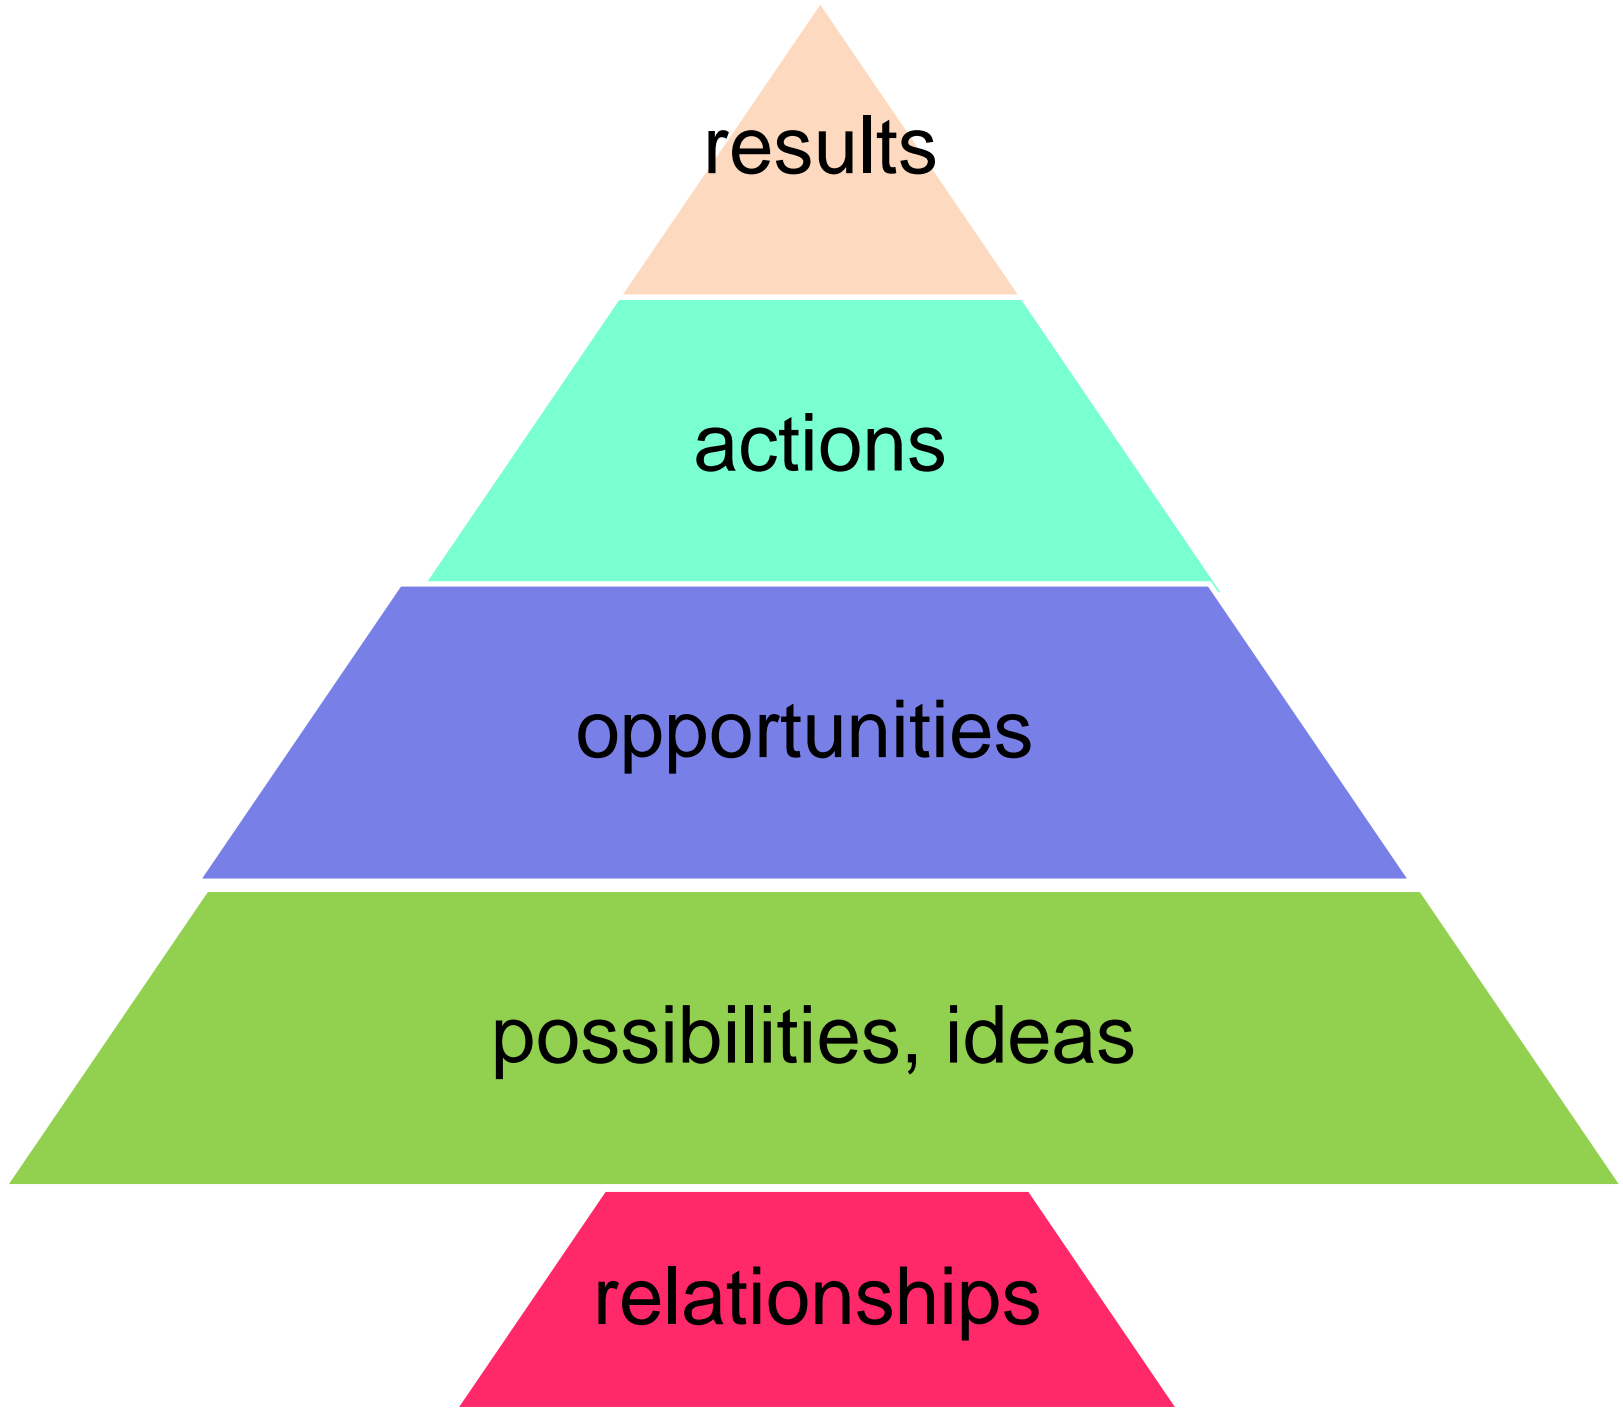 results
actions
opportunities
possibilities, ideas
relationships